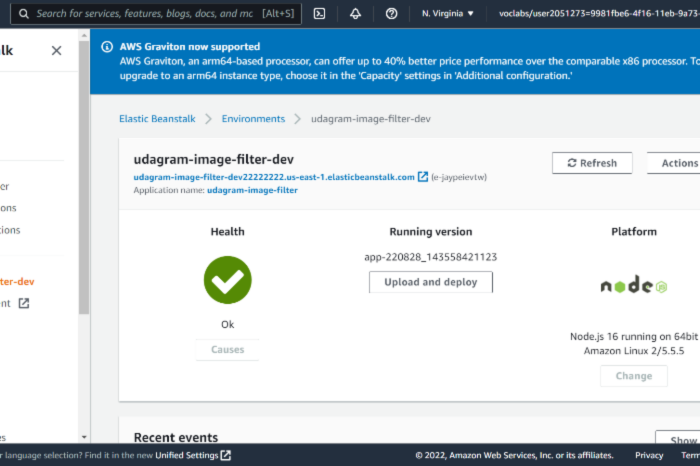 Search for services, features, blogs, docs, and mc [Alt+S]
N. Virginia ▼
voclabs/user2051273=9981fbe6-4f16-11eb-9a73-
alk
AWS Graviton now supported
AWS Graviton, an arm64-based processor, can offer up to 40% better price performance over the comparable x86 processor. To
upgrade to an arm64 instance type, choose it in the 'Capacity' settings in 'Additional configuration.'
Elastic Beanstalk > Environments > udagram-image-filter-dev
udagram-image-filter-dev
Refresh
Actions
udagram-image-filter-dev22222222.us-east-1.elasticbeanstalk.com (e-jaypeievtw)
Application name: udagram-image-filter
er
ons
tions
lter-dev
nt
es
Health
Ok
Causes
Running version
app-220828_143558421123
Upload and deploy
Platform
node
JS
Node.js 16 running on 64bit
Amazon Linux 2/5.5.5
Change
Recent events
Show
r language selection? Find it in the new Unified Settings
© 2022, Amazon Web Services, Inc. or its affiliates.
Privacy
Tern